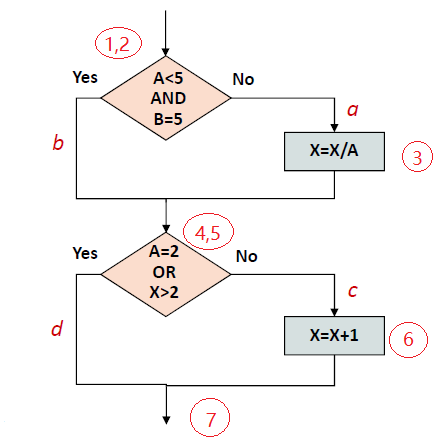 1,2
Yes
A<5
No
AND
B=5
a
b
X=X/A
3
4,5
Yes
A=2
No
OR
X>2
c
d
X=X+1
6
7